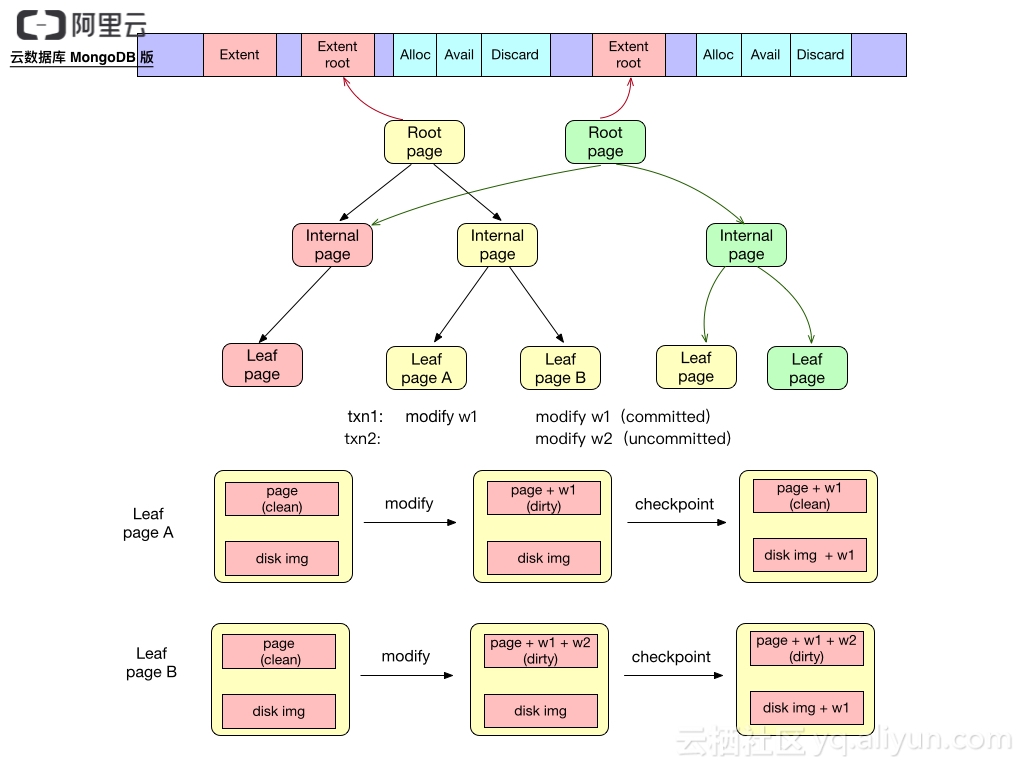 阿里云
云数据库 MongoDB 版
Extent
Extent
root
Alloc
Avail
Discard
Extent
root
Alloc
Avail
Discard
Root
page
Root
page
Internal
page
Internal
page
Internal
page
Leaf
page
Leaf
page A
Leaf
page B
Leaf
page
Leaf
page
txn1: modify w1 modify w1 (committed)
txn2: modify w2 (uncommitted)
Leaf
page A
page
(clean)
disk img
modify
page + w1
(dirty)
disk img
checkpoint
page + w1
(clean)
disk img + w1
Leaf
page B
page
(clean)
disk img
modify
page + w1 + w2
(dirty)
disk img
checkpoint
page + w1 + w2
(dirty)
disk img + w1
云栖社区 yq.aliyun.com